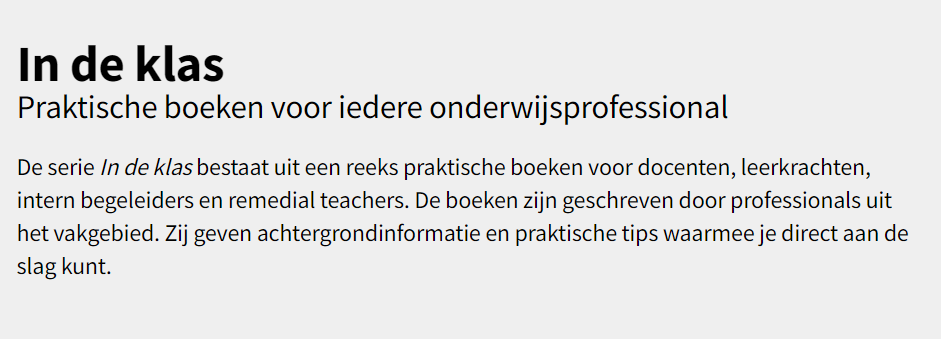 In de klas
Praktische boeken voor iedere onderwijsprofessional
De serie In de klas bestaat uit een reeks praktische boeken voor docenten, leerkrachten,
intern begeleiders en remedial teachers. De boeken zijn geschreven door professionals uit
het vakgebied. Zij geven achtergrondinformatie en praktische tips waarmee je direct aan de
slag kunt.